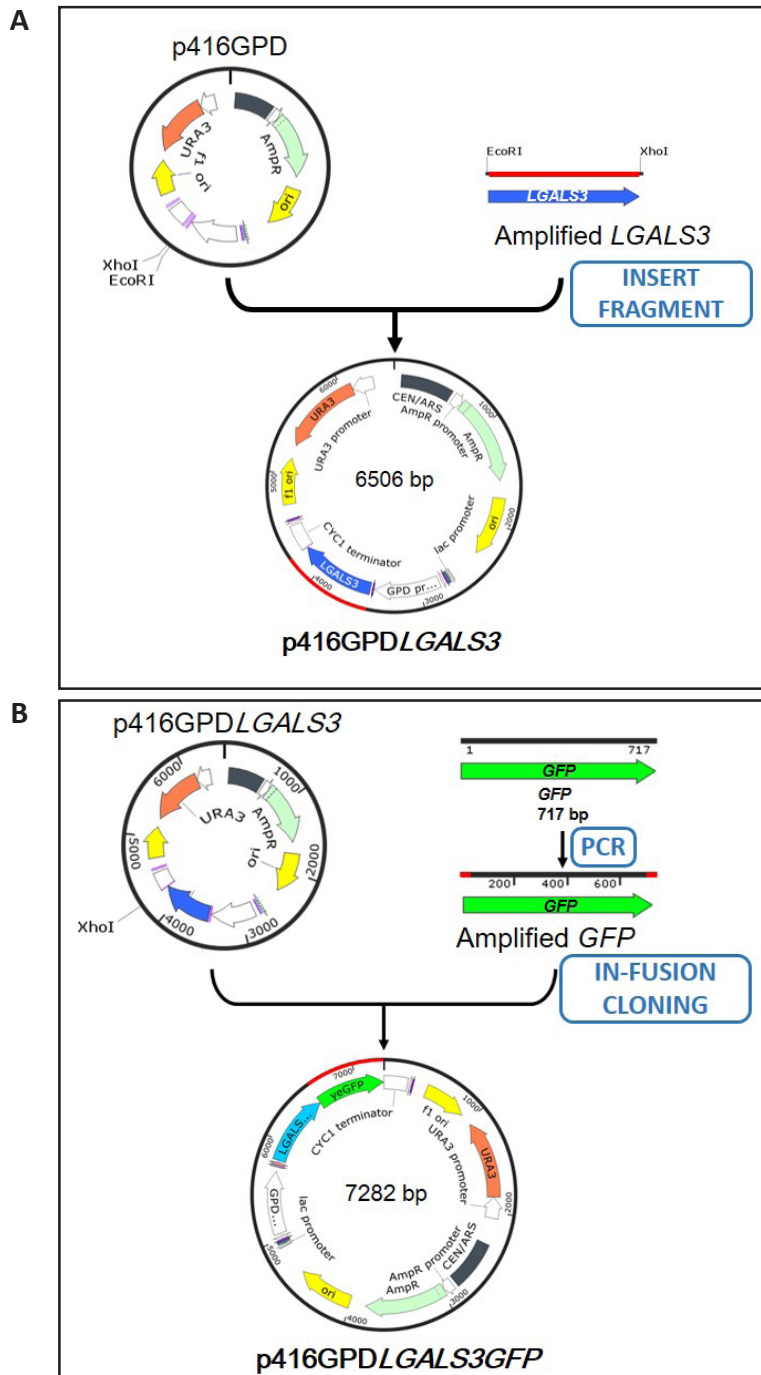 A
p416GPD
URA3
f1 ori
AmpR
ori
XhoI
EcoRI
EcoRI
XhoI
LGALS3
Amplified LGALS3
INSERT
FRAGMENT
6000
1000
2000
3000
4000
5000
URA3
URA3 promoter
CEN/ARS
AmpR promoter
AmpR
f1 ori
6506 bp
ori
CYC1 terminator
lac promoter
LGALS3
GPD pr...
p416GPDLGALS3
B
p416GPDLGALS3
6000
1000
5000
2000
4000
3000
URA3
AmpR
ori
XhoI
1
717
GFP
GFP
717 bp
PCR
200
400
600
GFP
Amplified GFP
IN-FUSION
CLONING
7000
1000
6000
2000
5000
3000
4000
yeGFP
LGALS...
CYC1 terminator
f1 ori
URA3 promoter
URA3
7282 bp
GPD...
lac promoter
CEN/ARS
AmpR promoter
AmpR
ori
p416GPDLGALS3GFP